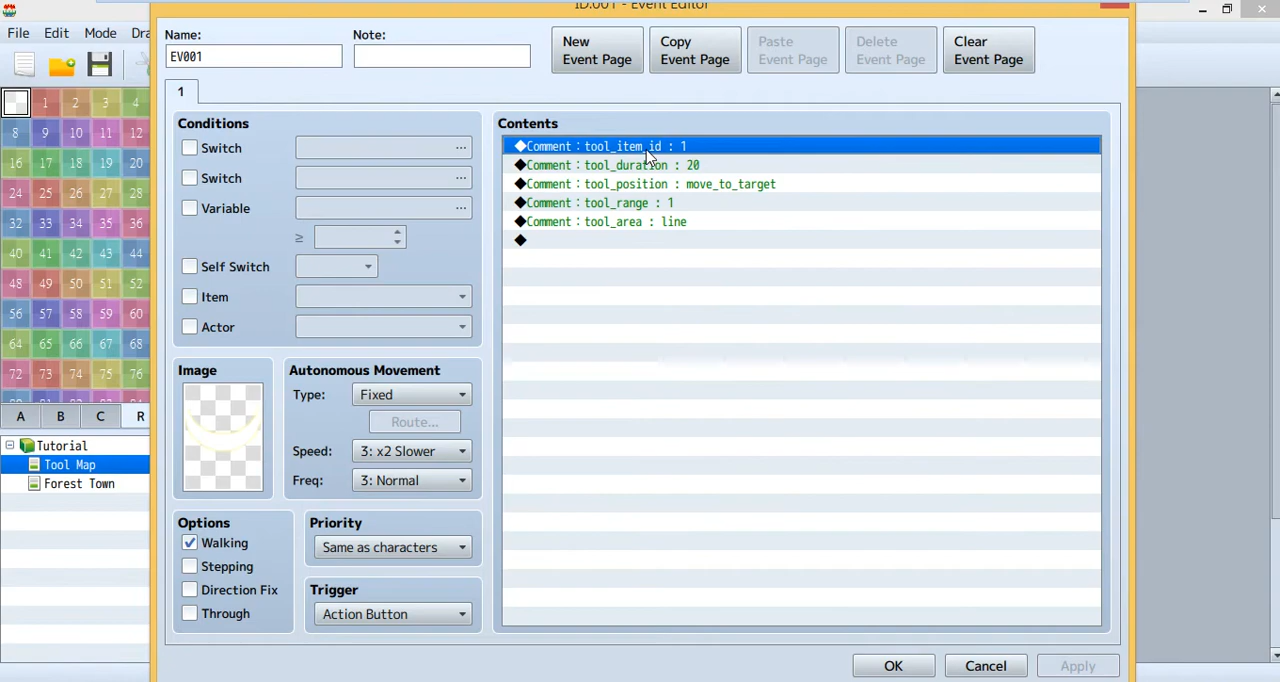 ID:001 - Event Editor
File Edit Mode Dra
Name: Note:
EV001
New Event Page
Copy Event Page
Paste Event Page
Delete Event Page
Clear Event Page
1 2 3 4
8 9 10 11 12
16 17 18 19 20
24 25 26 27 28
32 33 34 35 36
40 41 42 43 44
48 49 50 51 52
56 57 58 59 60
64 65 66 67 68
72 73 74 75 76
A B C R
Tutorial
Tool Map
Forest Town
1
Conditions
Switch ...
Switch ...
Variable ...
≥
Self Switch
Item
Actor
Image
Autonomous Movement
Type: Fixed
Route...
Speed: 3: x2 Slower
Freq: 3: Normal
Options
Walking
Stepping
Direction Fix
Through
Priority
Same as characters
Trigger
Action Button
Contents
◆Comment：tool_item_id : 1
◆Comment：tool_duration : 20
◆Comment：tool_position : move_to_target
◆Comment：tool_range : 1
◆Comment：tool_area : line
◆
OK Cancel Apply